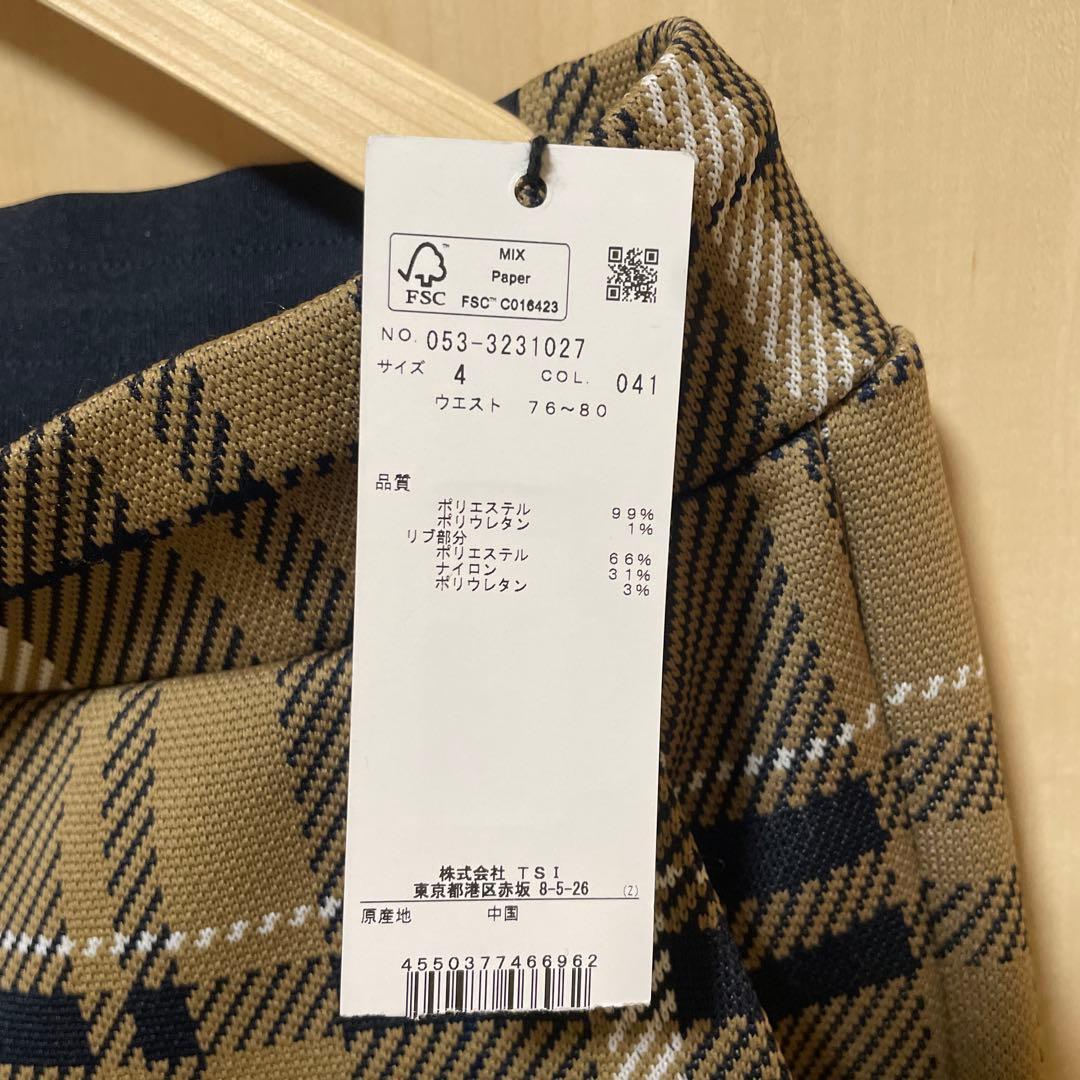 MIX
Paper
FSC™ C016423
FSC
NO. 053-3231027
サイズ 4 COL. 041
ウエスト 76～80
品質
ポリエステル 99%
ポリウレタン 1%
リブ部分
ポリエステル 66%
ナイロン 31%
ポリウレタン 3%
株式会社 TSI
東京都港区赤坂 8-5-26 (Z)
原産地 中国
4550377466962